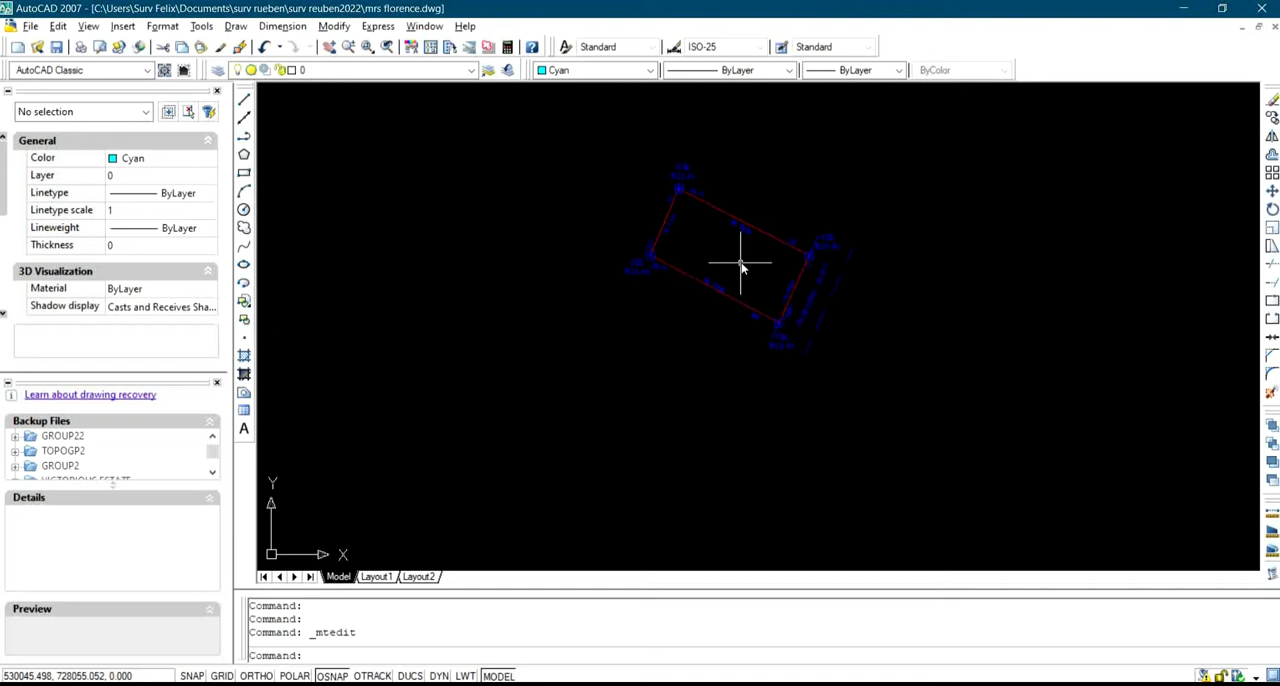 AutoCAD 2007 - [C:\Users\Surv Felix\Documents\surv rueben\surv reuben2022\mrs florence.dwg]
File Edit View Insert Format Tools Draw Dimension Modify Express Window Help
Standard ISO-25 Standard
AutoCAD Classic 0 Cyan ByLayer ByLayer ByColor
No selection
General
Color Cyan
Layer 0
Linetype ByLayer
Linetype scale 1
Lineweight ByLayer
Thickness 0
3D Visualization
Material ByLayer
Shadow display Casts and Receives Sha...
Learn about drawing recovery
Backup Files
GROUP22
TOPOGP2
GROUP2
VICTORIOUS ESTATE
Details
Preview
A
Y
X
Model Layout1 Layout2
Command:
Command:
Command: _mtedit
Command:
530045.498, 728055.052, 0.000 SNAP GRID ORTHO POLAR OSNAP OTRACK DUCS DYN LWT MODEL